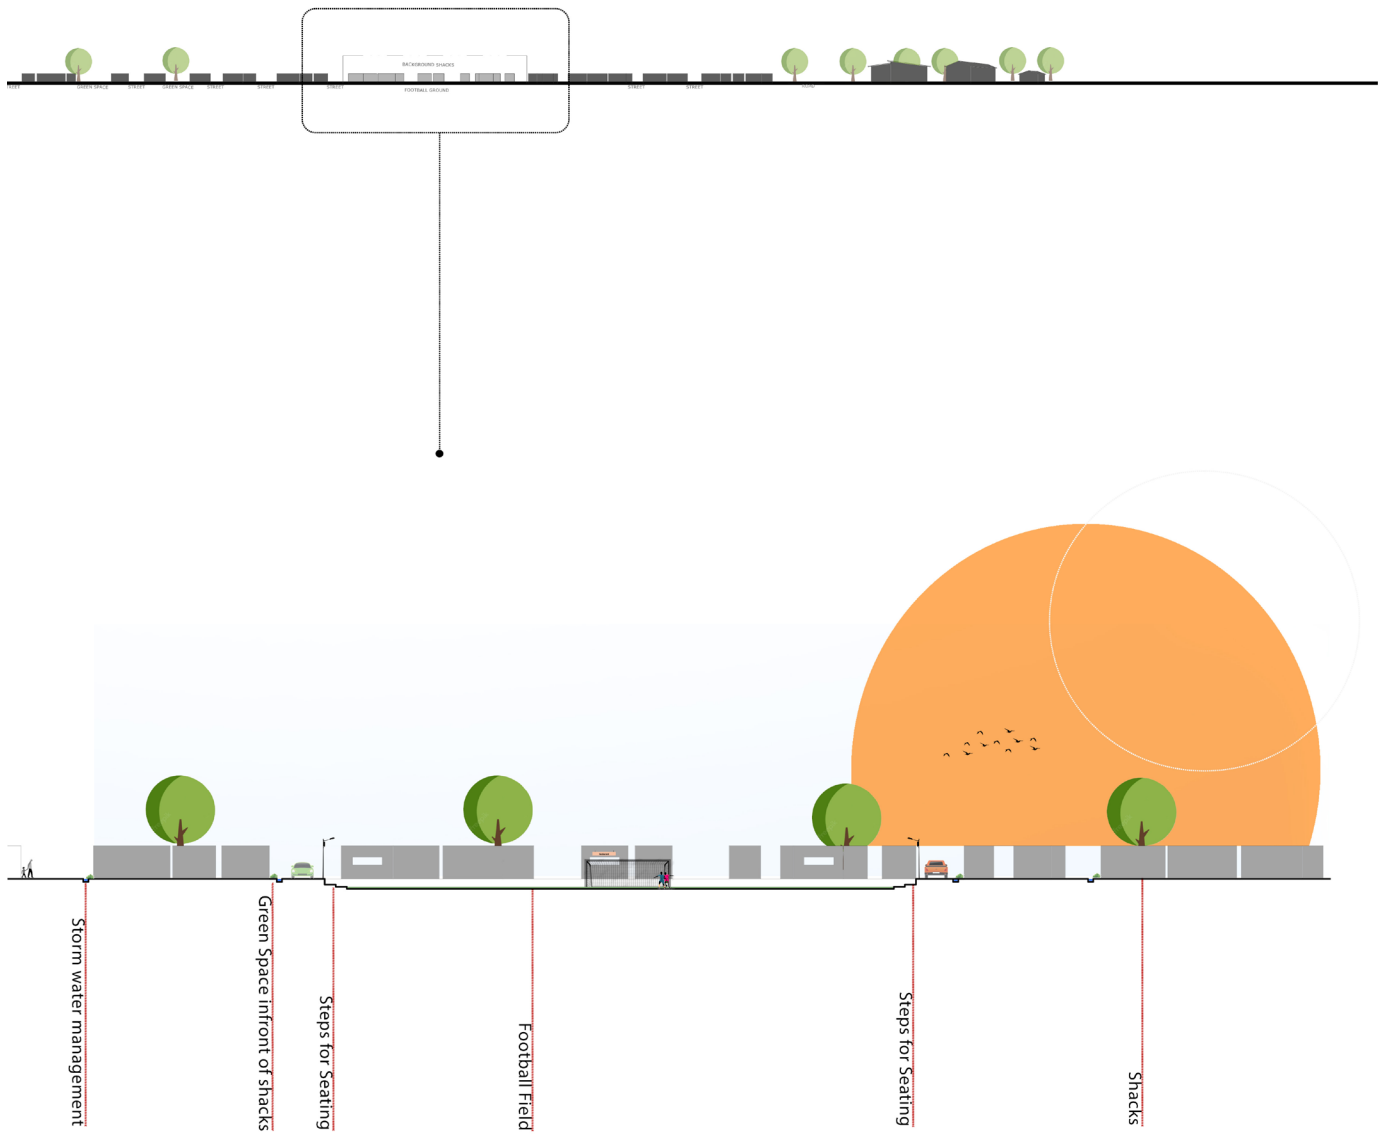 BACKGROUND SHACKS
GREEN SPACE
STREET
GREEN SPACE
STREET
STREET
STREET
FOOTBALL GROUND
STREET
STREET
Storm water management
Green Space infront of shacks
Steps for Seating
Football Field
Steps for Seating
Shacks